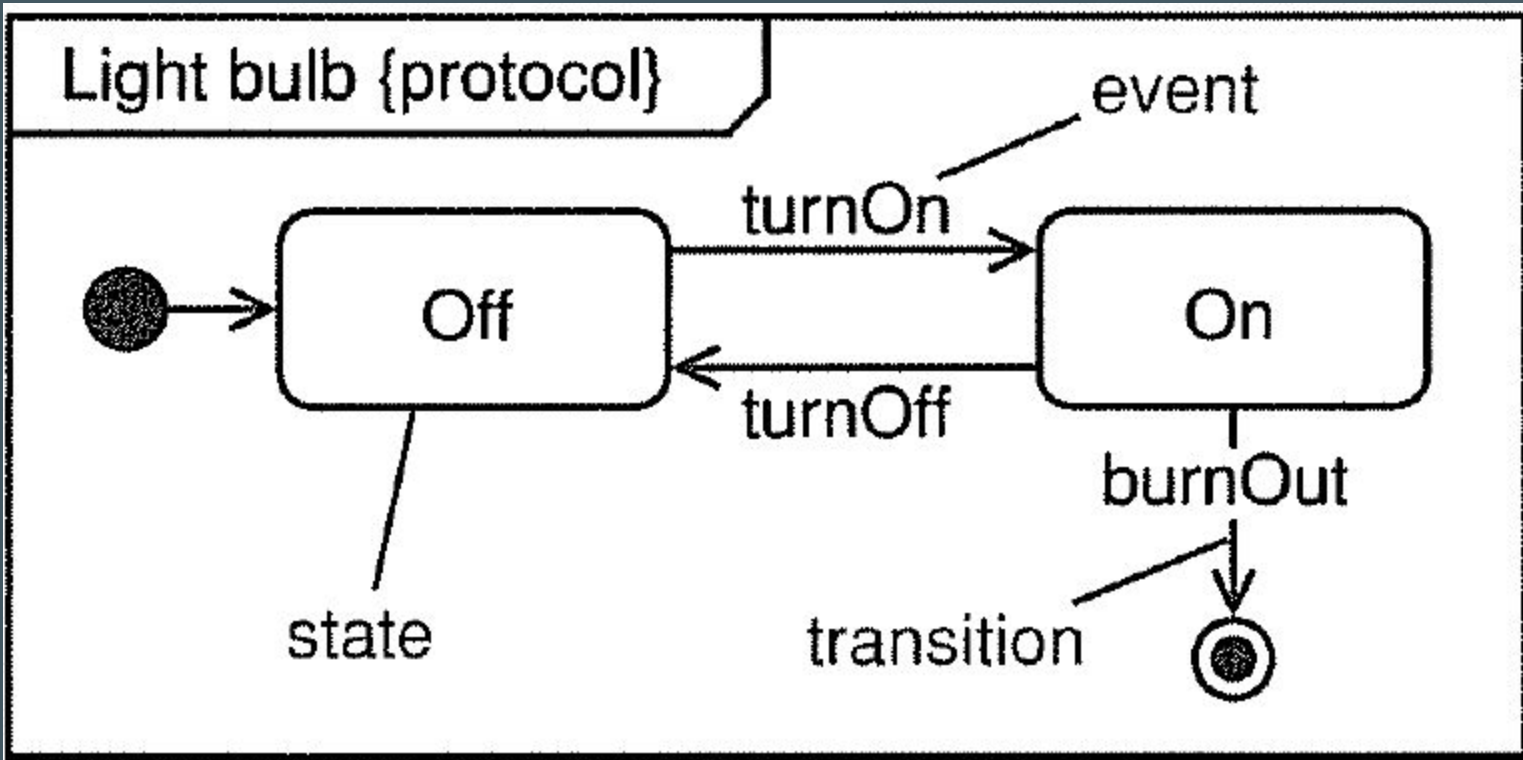 Light bulb {protocol}
event
turnOn
Off
On
turnOff
burnOut
state
transition